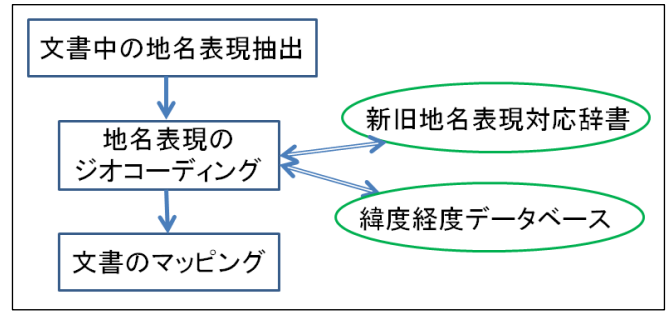 文書中の地名表現抽出
地名表現の
ジオコーディング
新旧地名表現対応辞書
緯度経度データベース
文書のマッピング